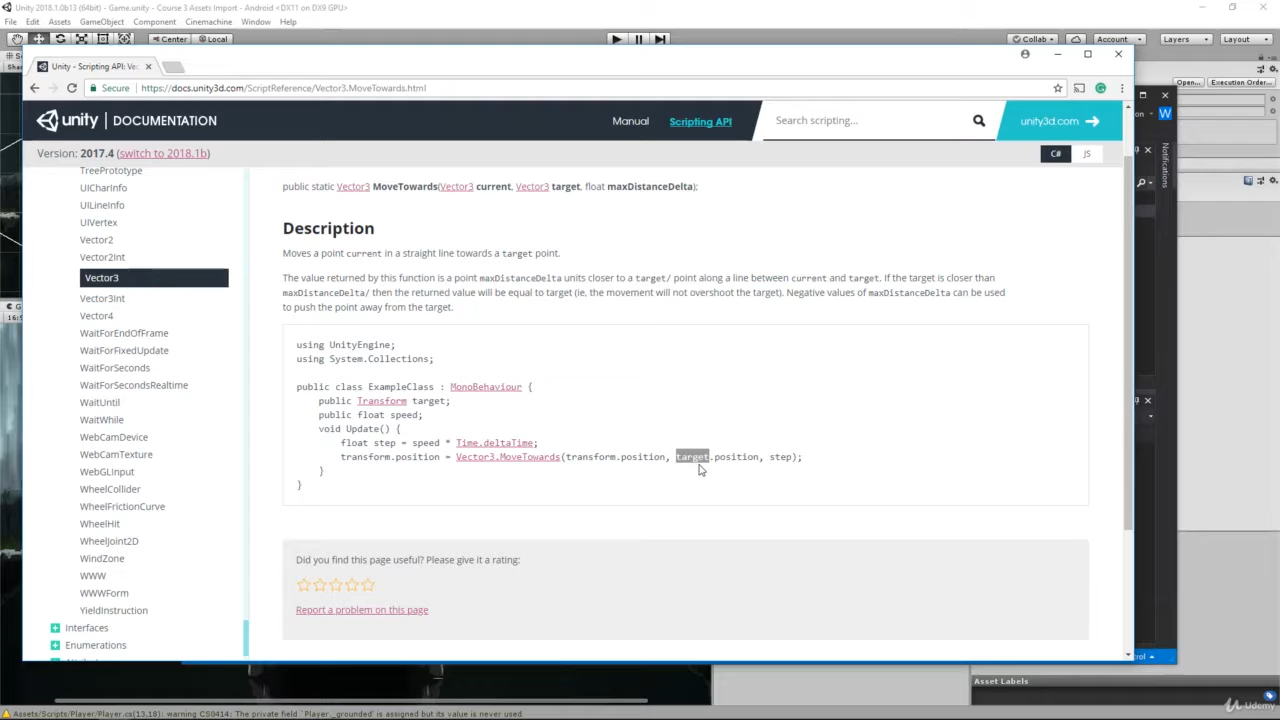 Unity 2018.1.0b13 (64bit) - Game.unity - Course 3 Assets Import - Android <DX11 on DX9 GPU>
File Edit Assets GameObject Component Cinemachine Window Help
Center Local Collab Account Layers Layout
Unity - Scripting API: Vec
Secure https://docs.unity3d.com/ScriptReference/Vector3.MoveTowards.html
Open... Execution Order...
unity DOCUMENTATION Manual Scripting API Search scripting... unity3d.com
Version: 2017.4 (switch to 2018.1b) C# JS
Notifications
TreePrototype
UICharInfo
UILineInfo
UIVertex
Vector2
Vector2Int
Vector3
Vector3Int
Vector4
WaitForEndOfFrame
WaitForFixedUpdate
WaitForSeconds
WaitForSecondsRealtime
WaitUntil
WaitWhile
WebCamDevice
WebCamTexture
WebGLInput
WheelCollider
WheelFrictionCurve
WheelHit
WheelJoint2D
WindZone
WWW
WWWForm
YieldInstruction
Interfaces
Enumerations
public static Vector3 MoveTowards(Vector3 current, Vector3 target, float maxDistanceDelta);
Description
Moves a point current in a straight line towards a target point.
The value returned by this function is a point maxDistanceDelta units closer to a target/ point along a line between current and target. If the target is closer than
maxDistanceDelta/ then the returned value will be equal to target (ie, the movement will not overshoot the target). Negative values of maxDistanceDelta can be used
to push the point away from the target.
using UnityEngine;
using System.Collections;
public class ExampleClass : MonoBehaviour {
public Transform target;
public float speed;
void Update() {
float step = speed * Time.deltaTime;
transform.position = Vector3.MoveTowards(transform.position, target.position, step);
}
}
Did you find this page useful? Please give it a rating:
Report a problem on this page
Asset Labels
Assets/Scripts/Player/Player.cs(13,18): warning CS0414: The private field `Player._grounded' is assigned but its value is never used
Udemy